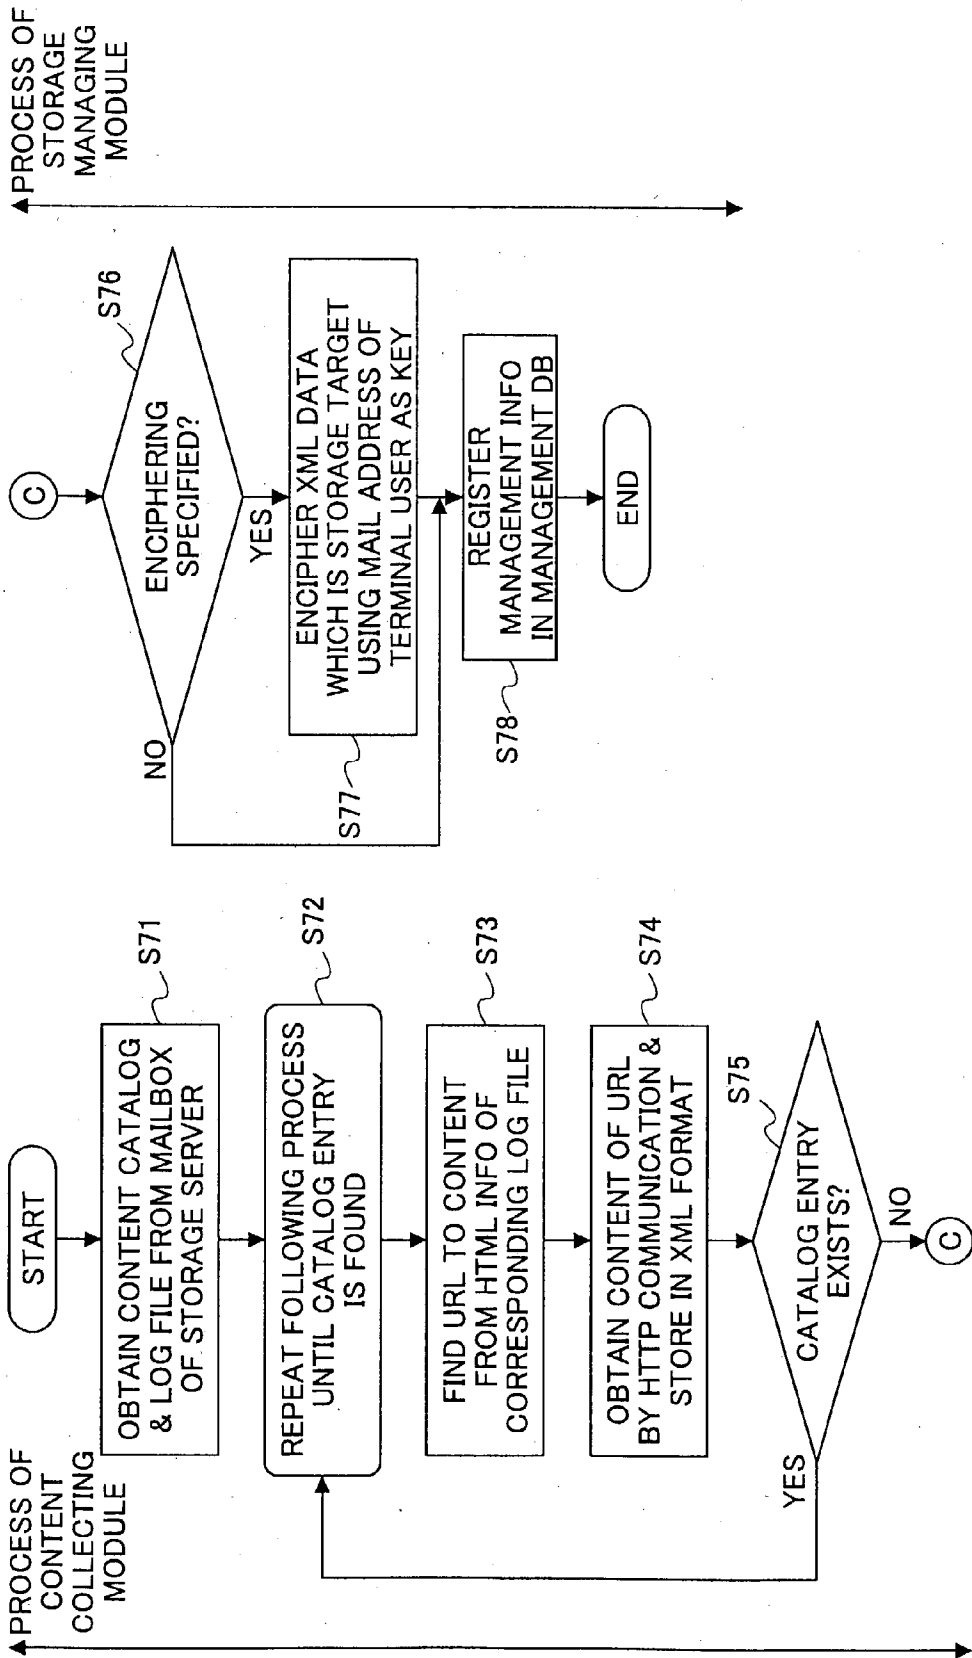 PROCESS OF
CONTENT
COLLECTING
MODULE
START
OBTAIN CONTENT CATALOG
& LOG FILE FROM MAILBOX
OF STORAGE SERVER
S71
REPEAT FOLLOWING PROCESS
UNTIL CATALOG ENTRY
IS FOUND
S72
FIND URL TO CONTENT
FROM HTML INFO OF
CORRESPONDING LOG FILE
S73
OBTAIN CONTENT OF URL
BY HTTP COMMUNICATION &
STORE IN XML FORMAT
S74
CATALOG ENTRY
EXISTS?
S75
YES
NO
C
C
ENCIPHERING
SPECIFIED?
S76
NO
YES
ENCIPHER XML DATA
WHICH IS STORAGE TARGET
USING MAIL ADDRESS OF
TERMINAL USER AS KEY
S77
REGISTER
MANAGEMENT INFO
IN MANAGEMENT DB
S78
END
PROCESS OF
STORAGE
MANAGING
MODULE